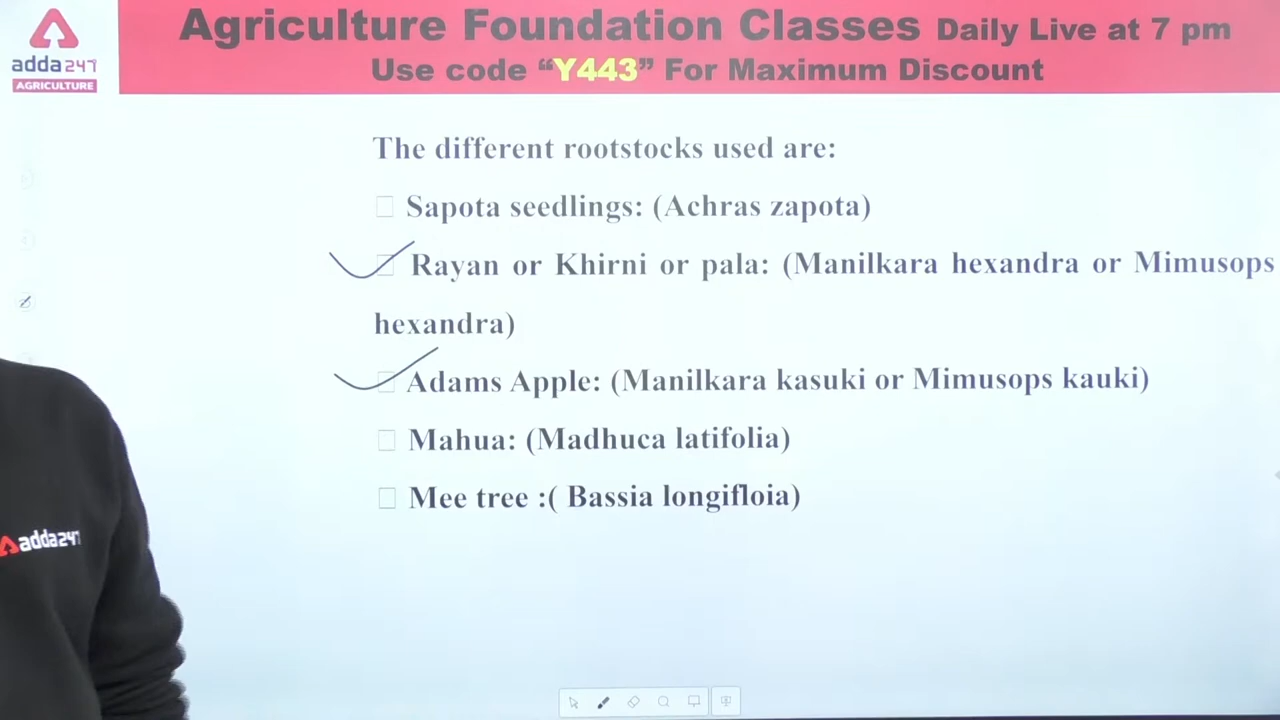 Agriculture Foundation Classes Daily Live at 7 pm
adda247
AGRICULTURE
Use code “Y443” For Maximum Discount
The different rootstocks used are:
Sapota seedlings: (Achras zapota)
Rayan or Khirni or pala: (Manilkara hexandra or Mimusops
hexandra)
Adams Apple: (Manilkara kasuki or Mimusops kauki)
Mahua: (Madhuca latifolia)
Mee tree :( Bassia longifloia)
adda247